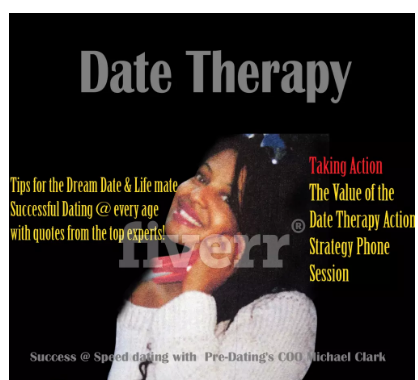 Date Therapy
Tips for the Dream Date & Life mate
Successful Dating @ every age
with quotes from the top experts!
Taking Action
The Value of the
Date Therapy Action
Strategy Phone
Session
fiverr®
Success @ Speed dating with Pre-Dating's COO Michael Clark